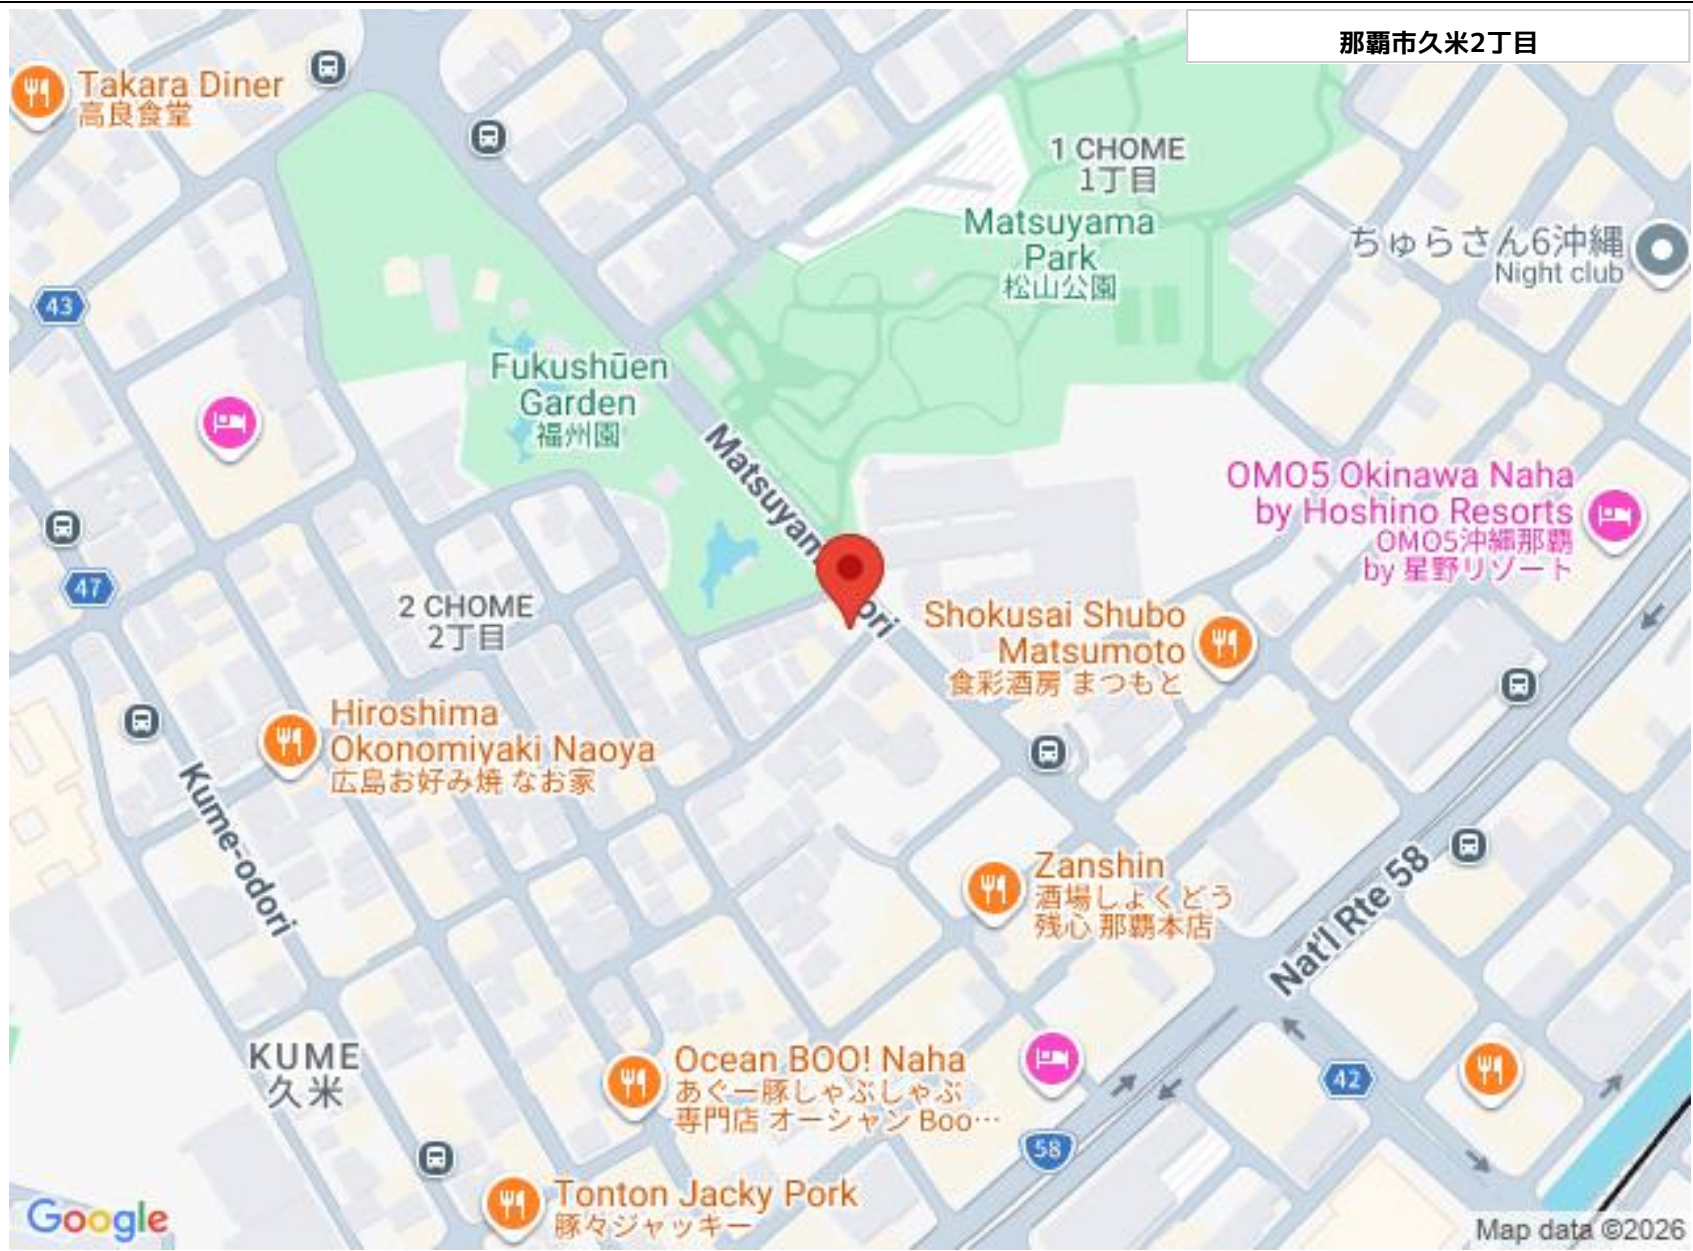 那覇市久米2丁目
Takara Diner
高良食堂
1 CHOME
1丁目
Matsuyama
Park
松山公園
ちゅらさん6沖縄
Night club
43
Fukushūen
Garden
福州園
OMO5 Okinawa Naha
by Hoshino Resorts
OMO5沖縄那覇
by 星野リゾート
47
2 CHOME
2丁目
Shokusai Shubo
Matsumoto
食彩酒房 まつもと
Hiroshima
Okonomiyaki Naoya
広島お好み焼 なお家
Kume-odori
Zanshin
酒場しょくどう
残心 那覇本店
Nat'l Rte 58
KUME
久米
Ocean BOO! Naha
あぐー豚しゃぶしゃぶ
専門店 オーシャン Boo…
42
58
Tonton Jacky Pork
豚々ジャッキー
Google
Map data ©2026